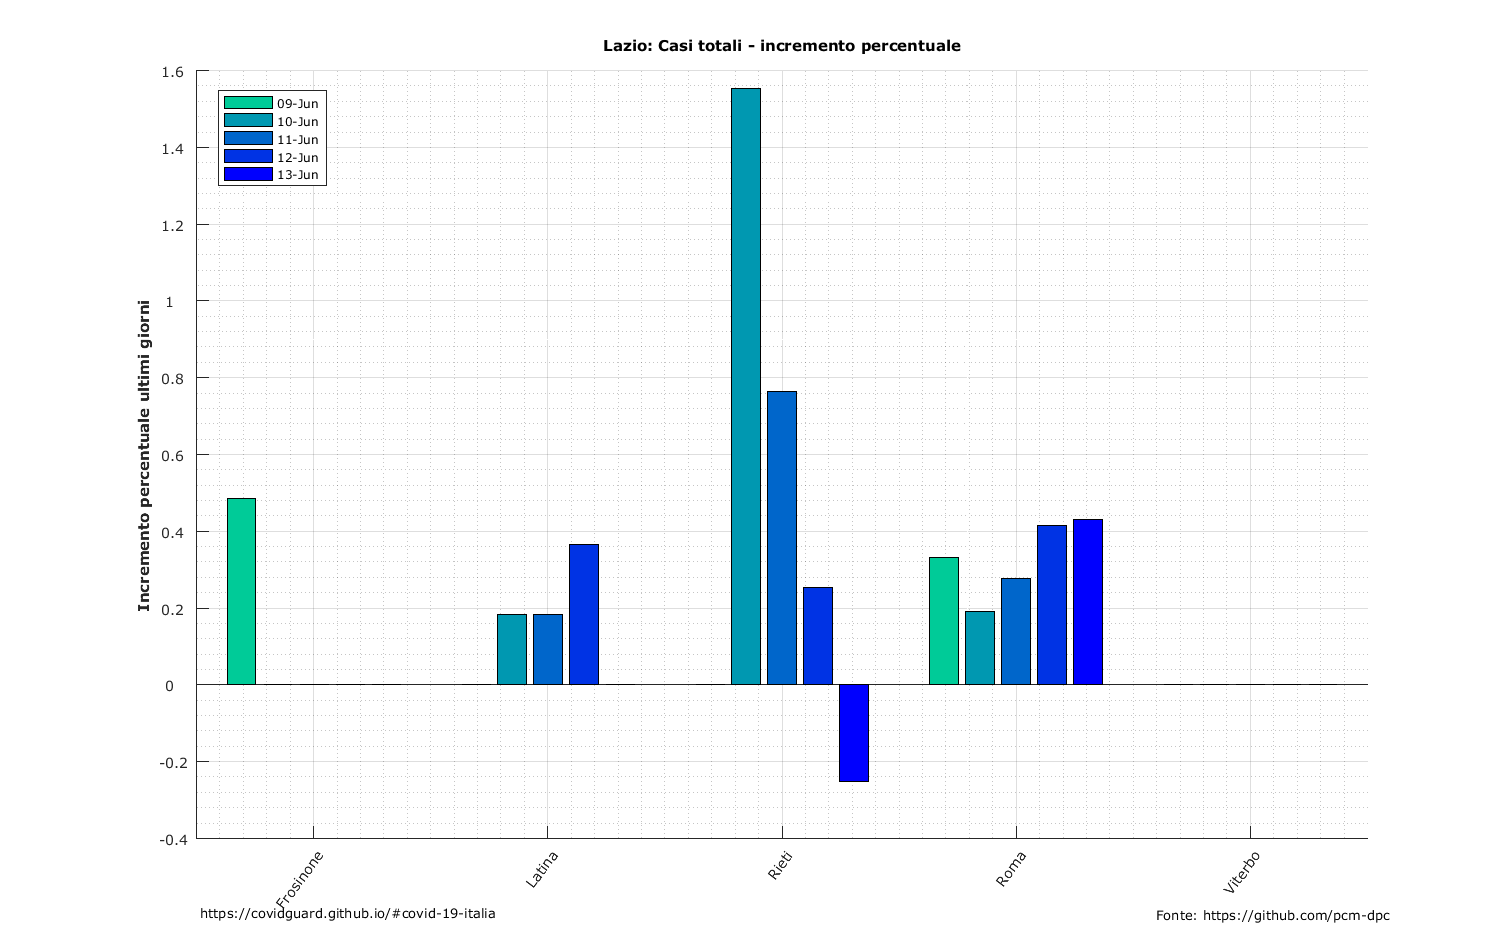 Lazio: Casi totali - incremento percentuale
Incremento percentuale ultimi giorni
1.6
1.4
1.2
1
0.8
0.6
0.4
0.2
0
-0.2
-0.4
09-Jun
10-Jun
11-Jun
12-Jun
13-Jun
Frosinone
Latina
Rieti
Roma
Viterbo
https://covidguard.github.io/#covid-19-italia
Fonte: https://github.com/pcm-dpc